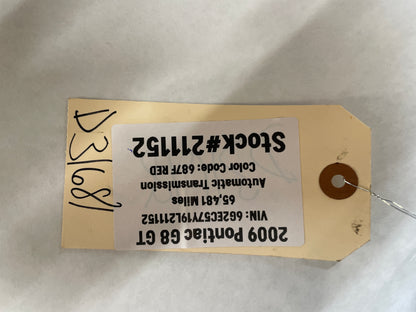 2009 Pontiac G8 GT
VIN: 6G2EC57Y19L211152
65,481 Miles
Automatic Transmission
Color Code: 687F RED
Stock#211152
D31681